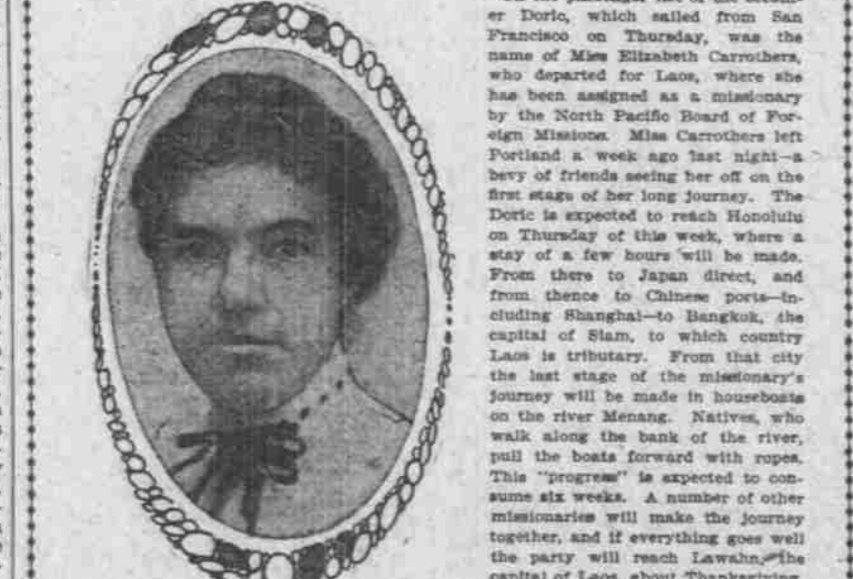 er Doric, which sailed from San
Francisco on Thursday, was the
name of Miss Elizabeth Carrothers,
who departed for Laos, where she
has been assigned as a missionary
by the North Pacific Board of For-
eign Missions. Miss Carrothers left
Portland a week ago last night—a
bevy of friends seeing her off on the
first stage of her long journey. The
Doric is expected to reach Honolulu
on Thursday of this week, where a
stay of a few hours will be made.
From there to Japan direct, and
from thence to Chinese ports—in-
cluding Shanghai—to Bangkok, the
capital of Siam, to which country
Laos is tributary. From that city
the last stage of the missionary's
journey will be made in houseboats
on the river Menang. Natives, who
walk along the bank of the river,
pull the boats forward with ropes.
This "progress" is expected to con-
sume six weeks. A number of other
missionaries will make the journey
together, and if everything goes well
the party will reach Lawahn, the
capital of Laos about Thanksgiving